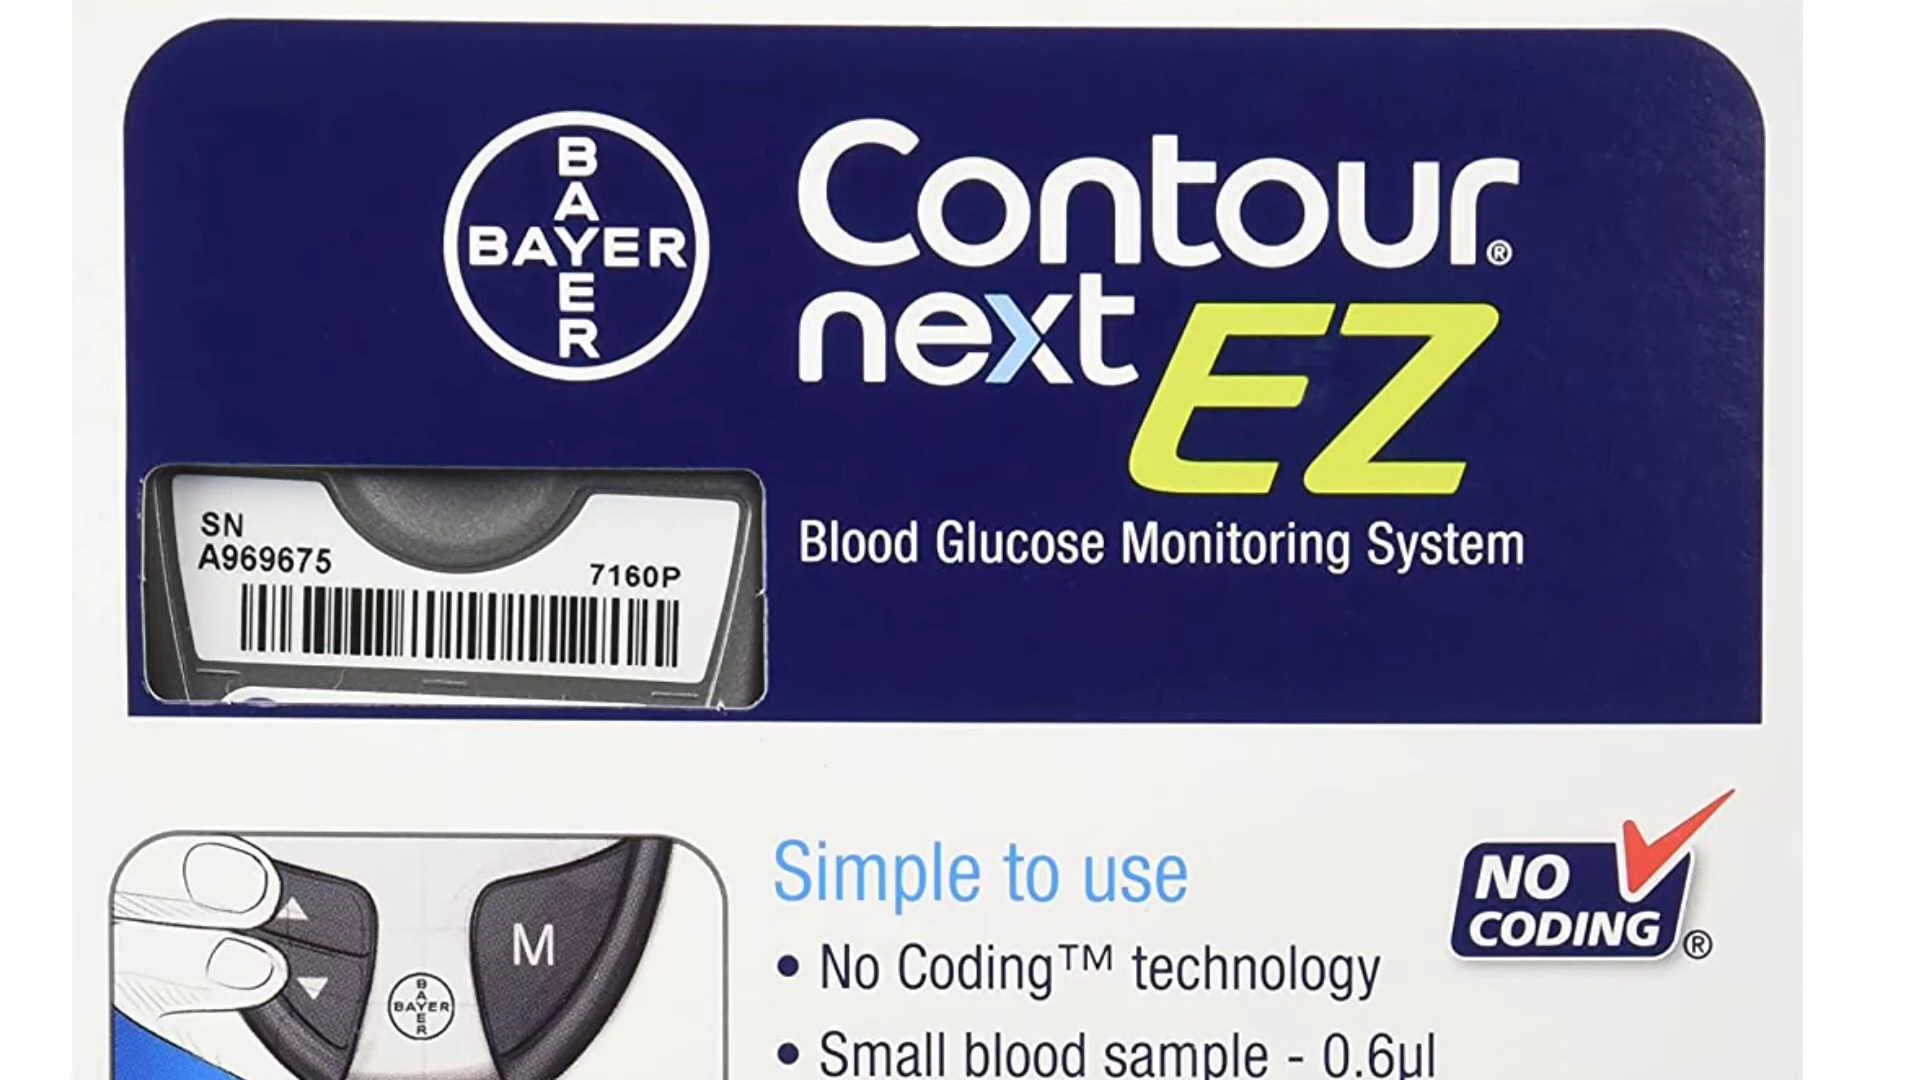 B
A
BAYER
E
R
Contour®
next EZ
Blood Glucose Monitoring System
SN
A969675
7160P
Simple to use
NO
CODING®
• No Coding™ technology
• Small blood sample - 0.6µl
M
B
A
BAYER
E
R